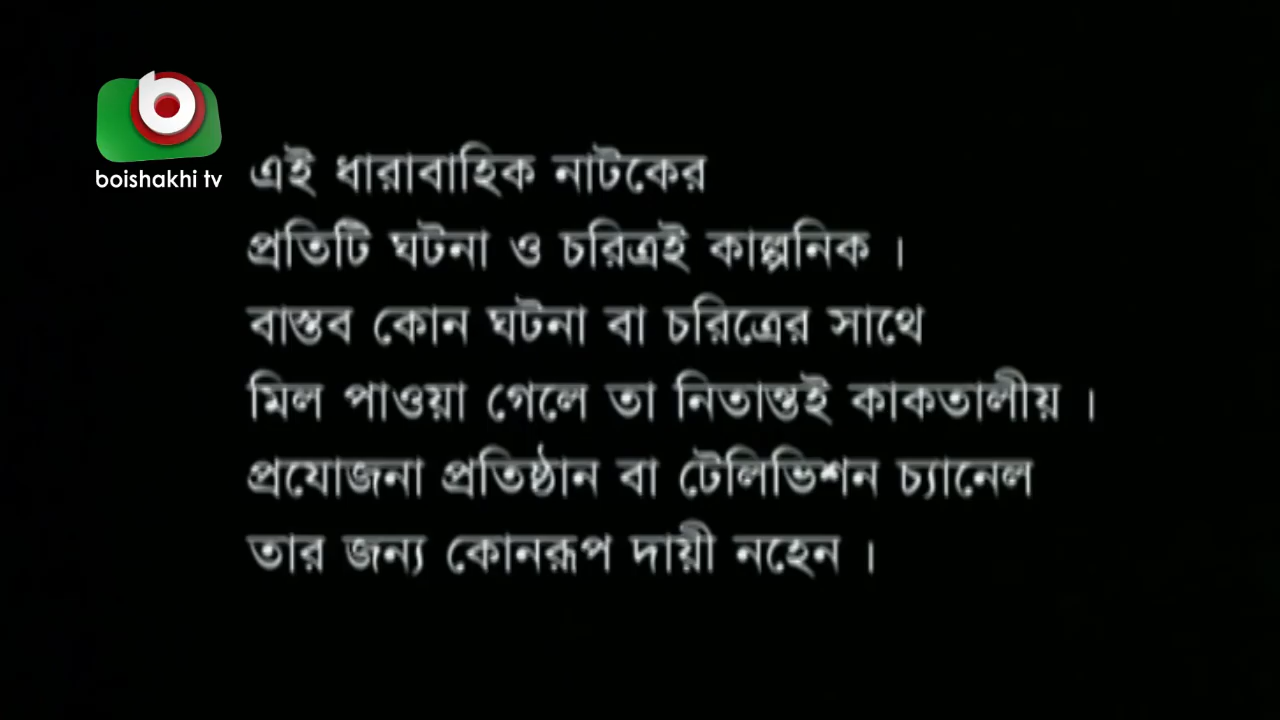 boishakhi tv
এই ধারাবাহিক নাটকের
প্রতিটি ঘটনা ও চরিত্রই কাল্পনিক ।
বাস্তব কোন ঘটনা বা চরিত্রের সাথে
মিল পাওয়া গেলে তা নিতান্তই কাকতালীয় ।
প্রযোজনা প্রতিষ্ঠান বা টেলিভিশন চ্যানেল
তার জন্য কোনরূপ দায়ী নহেন ।